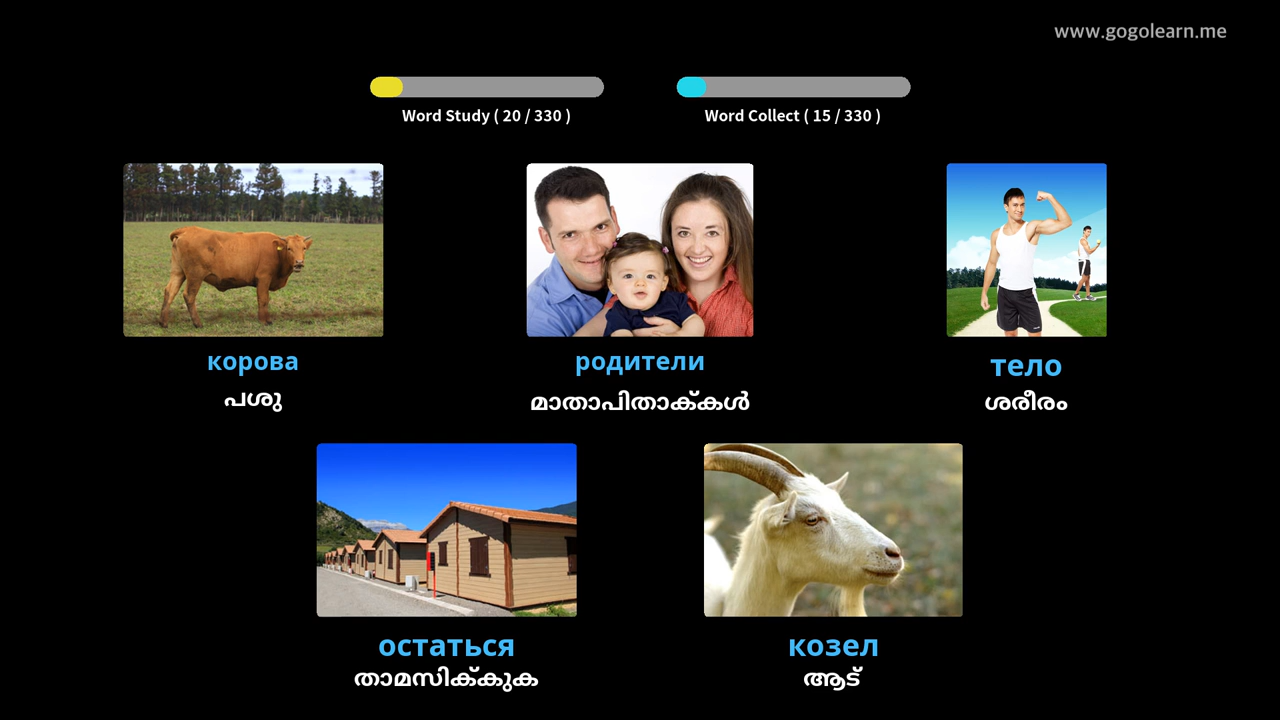 www.gogolearn.me
Word Study ( 20 / 330 )
Word Collect ( 15 / 330 )
корова
родители
тело
പശു
മാതാപിതാക്കൾ
ശരീരം
остаться
козел
താമസിക്കുക
ആട്